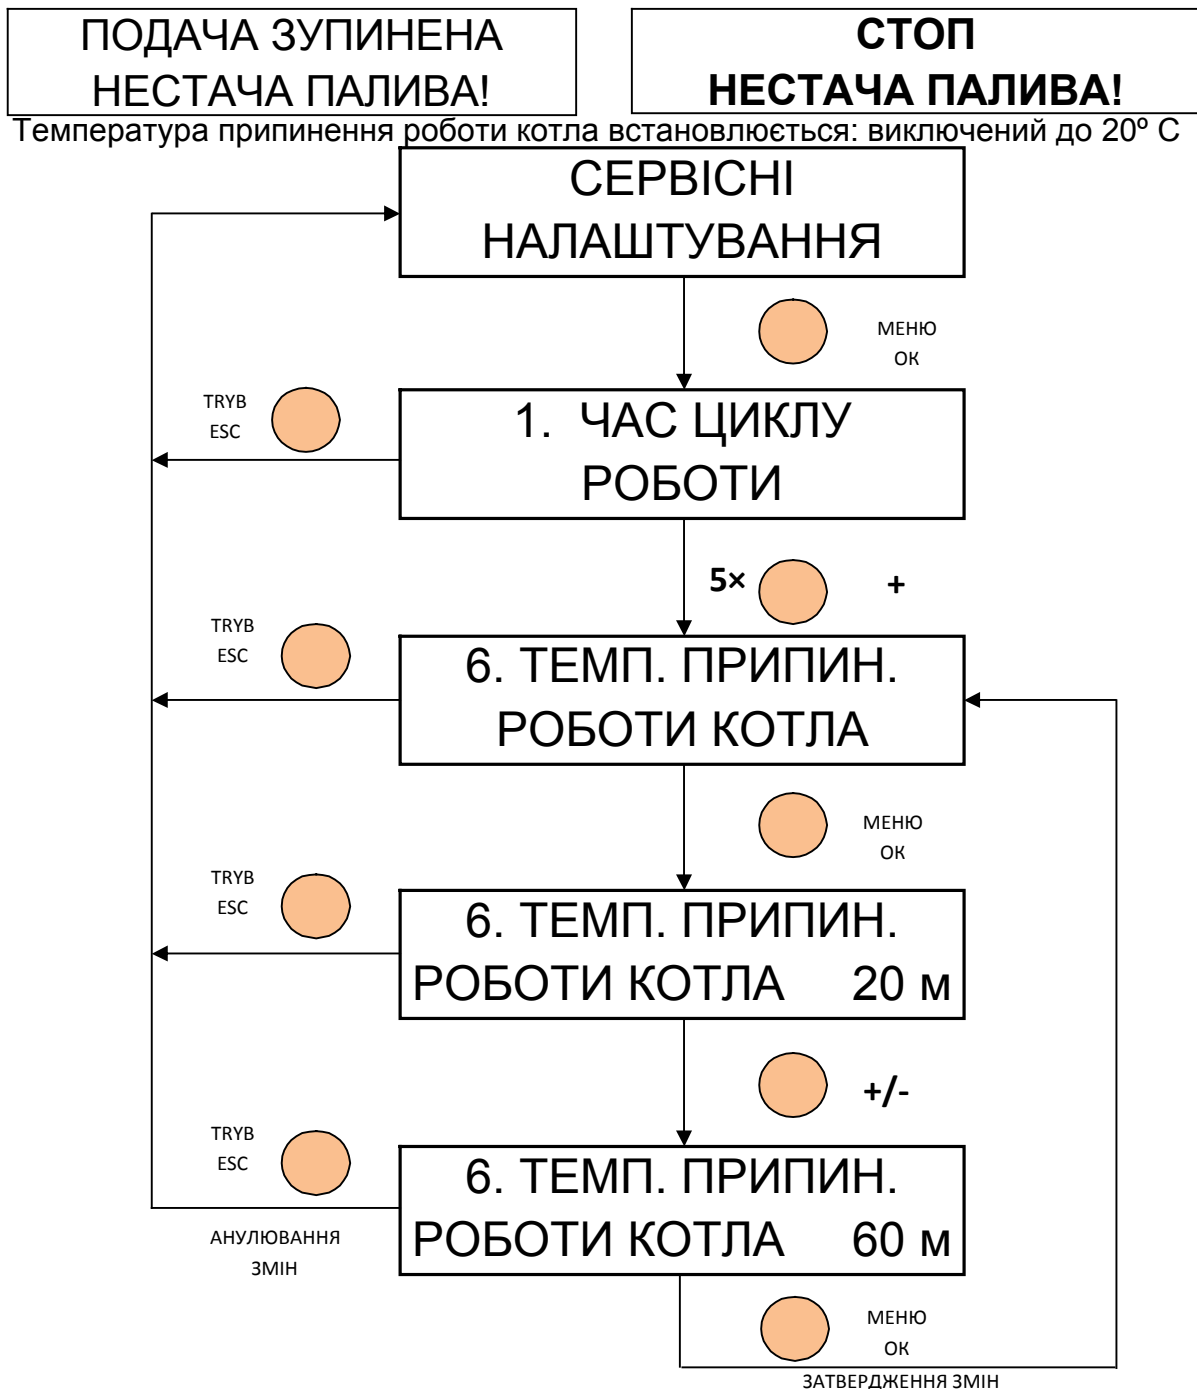 ПОДАЧА ЗУПИНЕНА
НЕСТАЧА ПАЛИВА!
СТОП
НЕСТАЧА ПАЛИВА!
Температура припинення роботи котла встановлюється: виключений до 20º С
СЕРВІСНІ
НАЛАШТУВАННЯ
МЕНЮ
ОК
TRYB
ESC
1. ЧАС ЦИКЛУ
РОБОТИ
5× +
TRYB
ESC
6. ТЕМП. ПРИПИН.
РОБОТИ КОТЛА
МЕНЮ
ОК
TRYB
ESC
6. ТЕМП. ПРИПИН.
РОБОТИ КОТЛА 20 м
+/-
TRYB
ESC
6. ТЕМП. ПРИПИН.
РОБОТИ КОТЛА 60 м
АНУЛЮВАННЯ
ЗМІН
МЕНЮ
ОК
ЗАТВЕРДЖЕННЯ ЗМІН